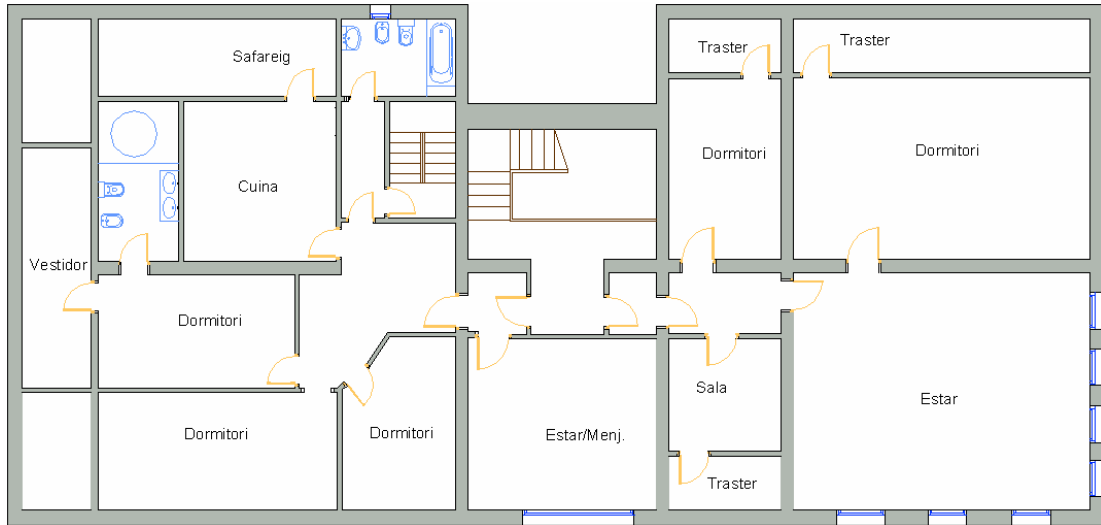 Safareig
Traster
Traster
Dormitori
Dormitori
Cuina
Vestidor
Dormitori
Sala
Estar
Dormitori
Dormitori
Estar/Menj.
Traster